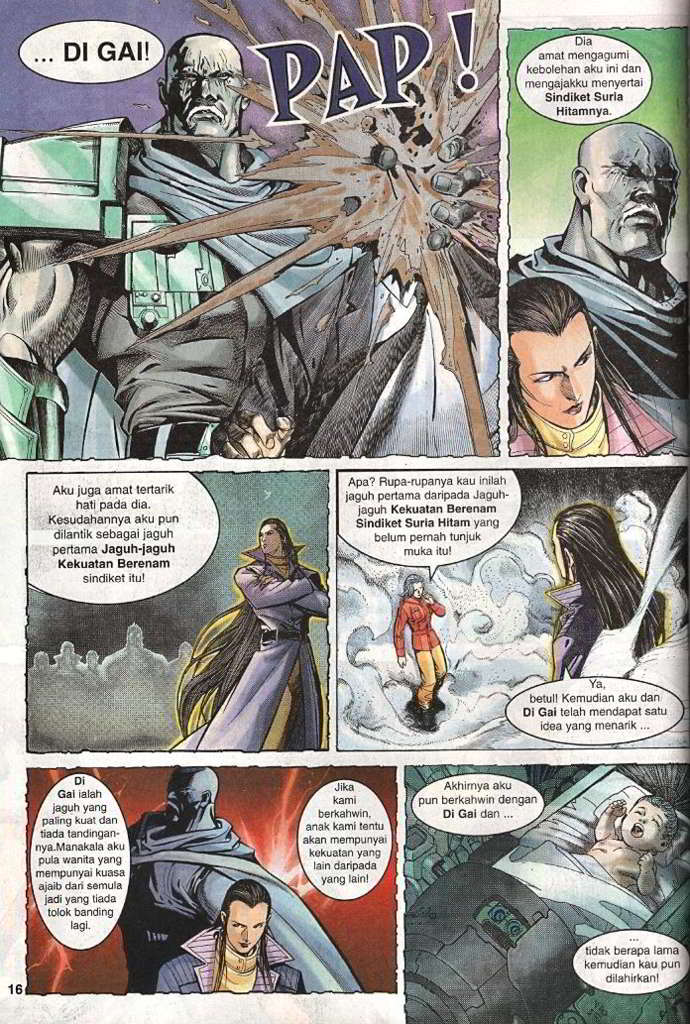 ... DI GAI!
PAP!
Dia
amat mengagumi
kebolehan aku ini dan
mengajakku menyertai
Sindiket Suria
Hitamnya.
Aku juga amat tertarik
hati pada dia.
Kesudahannya aku pun
dilantik sebagai jaguh
pertama Jaguh-jaguh
Kekuatan Berenam
sindiket itu!
Apa? Rupa-rupanya kau inilah
jaguh pertama daripada Jaguh-
jaguh Kekuatan Berenam
Sindiket Suria Hitam yang
belum pernah tunjuk
muka itu!
Ya,
betul! Kemudian aku dan
Di Gai telah mendapat satu
idea yang menarik ...
Di
Gai ialah
jaguh yang
paling kuat dan
tiada tandingan-
nya.Manakala aku
pula wanita yang
mempunyai kuasa
ajaib dari semula
jadi yang tiada
tolok banding
lagi.
Jika
kami
berkahwin,
anak kami tentu
akan mempunyai
kekuatan yang
lain daripada
yang lain!
Akhirnya aku
pun berkahwin dengan
Di Gai dan ...
...
tidak berapa lama
kemudian kau pun
dilahirkan!
16